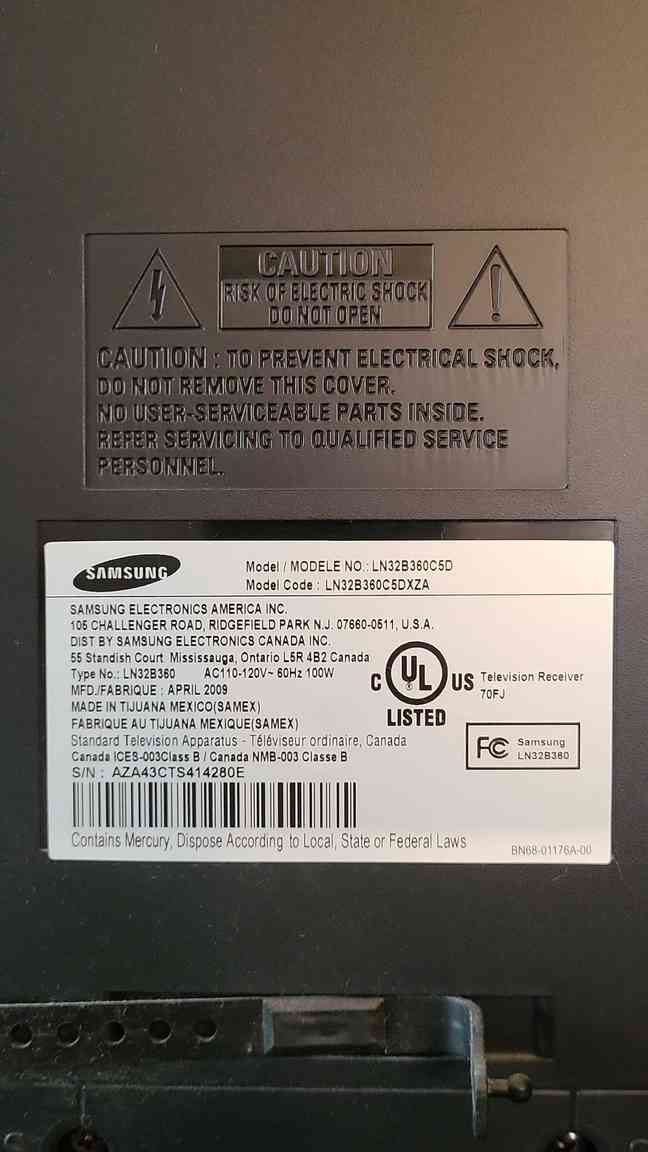 CAUTION
RISK OF ELECTRIC SHOCK
DO NOT OPEN
CAUTION : TO PREVENT ELECTRICAL SHOCK,
DO NOT REMOVE THIS COVER.
NO USER-SERVICEABLE PARTS INSIDE.
REFER SERVICING TO QUALIFIED SERVICE
PERSONNEL.
SAMSUNG
Model / MODELE NO.: LN32B360C5D
Model Code : LN32B360C5DXZA
SAMSUNG ELECTRONICS AMERICA INC.
105 CHALLENGER ROAD, RIDGEFIELD PARK N.J. 07660-0511, U.S.A.
DIST BY SAMSUNG ELECTRONICS CANADA INC.
55 Standish Court Mississauga, Ontario L5R 4B2 Canada
Type No.: LN32B360 AC110-120V~ 60Hz 100W
MFD./FABRIQUE : APRIL 2009
MADE IN TIJUANA MEXICO(SAMEX)
FABRIQUE AU TIJUANA MEXIQUE(SAMEX)
Standard Television Apparatus - Téléviseur ordinaire, Canada
Canada ICES-003Class B / Canada NMB-003 Classe B
S/N : AZA43CTS414280E
C UL US
LISTED
Television Receiver
70FJ
FC Samsung
LN32B360
Contains Mercury, Dispose According to Local, State or Federal Laws
BN68-01176A-00